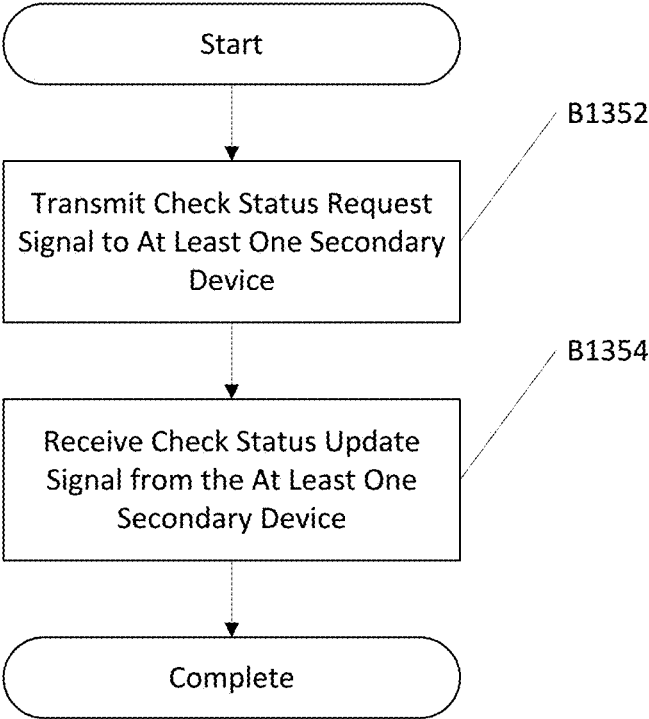 Start
B1352
Transmit Check Status Request
Signal to At Least One Secondary
Device
B1354
Receive Check Status Update
Signal from the At Least One
Secondary Device
Complete